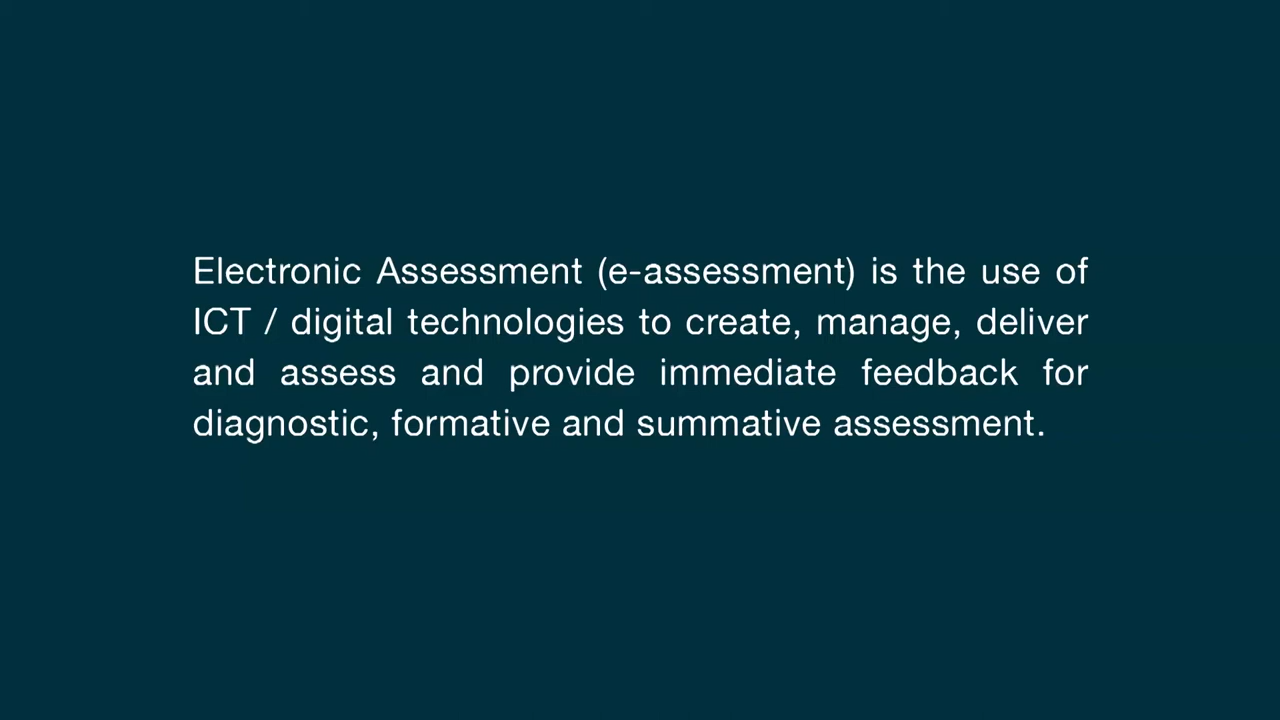 Electronic Assessment (e-assessment) is the use of
ICT / digital technologies to create, manage, deliver
and assess and provide immediate feedback for
diagnostic, formative and summative assessment.